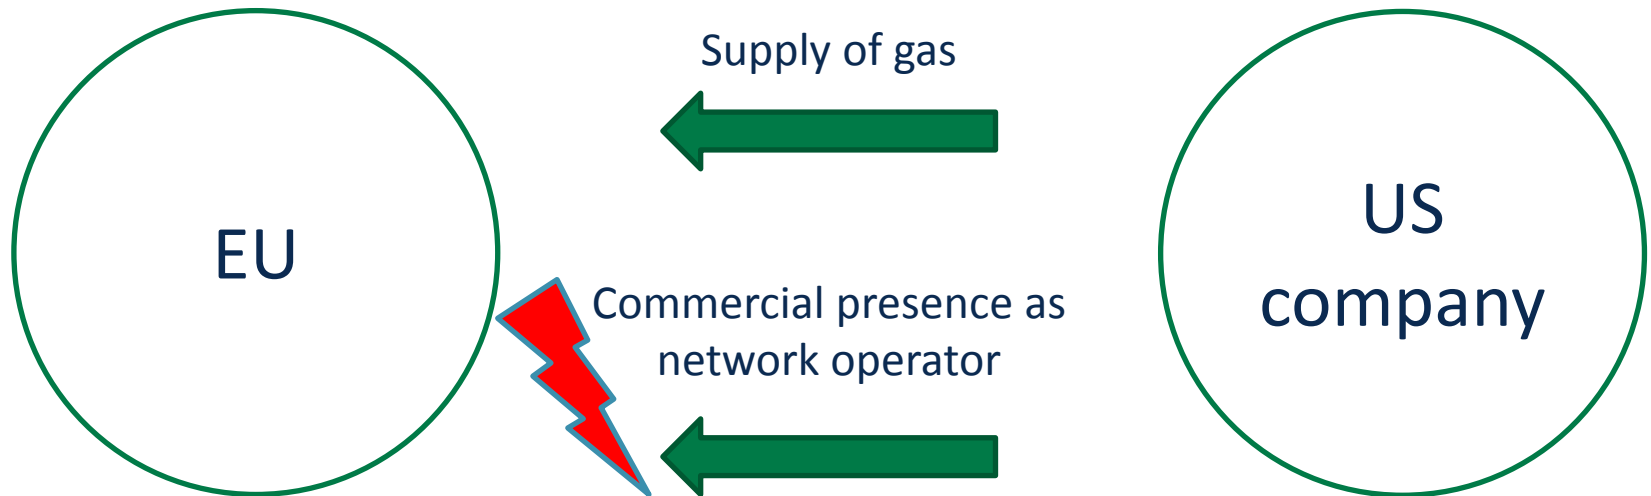 Supply of gas
EU
US
company
Commercial presence as
network operator